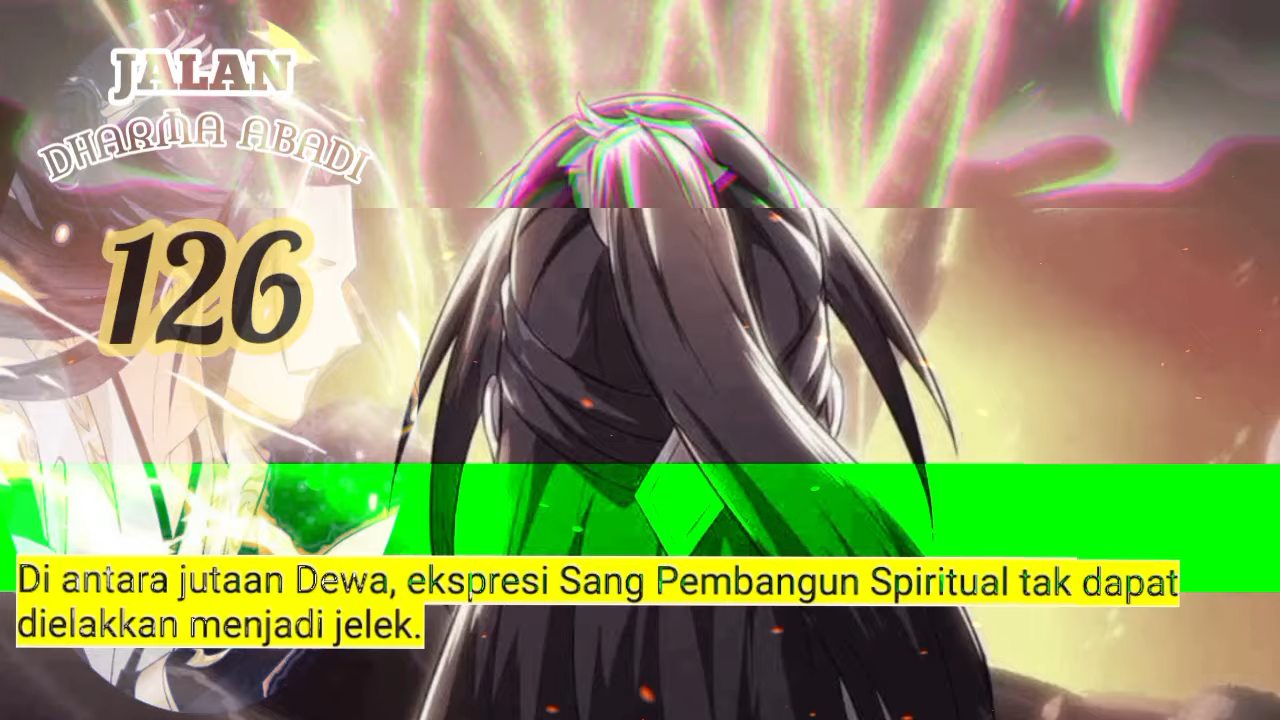 JALAN
DHARMA ABADI
126
Di antara jutaan Dewa, ekspresi Sang Pembangun Spiritual tak dapat
dielakkan menjadi jelek.